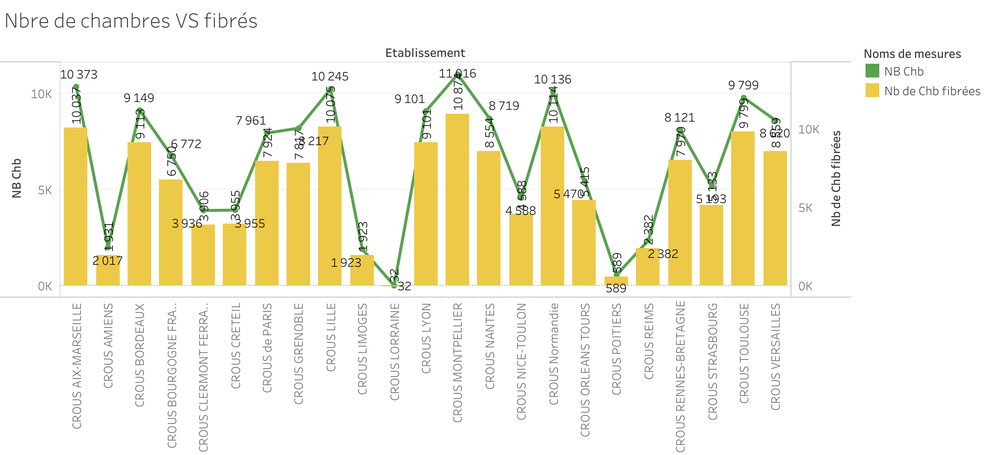 Nbre de chambres VS fibrés
Etablissement
Noms de mesures
NB Chb
Nb de Chb fibrées
NB Chb
10K
5K
0K
10 373
10 037
2 017
1 931
9 149
9 113
6 772
6 750
3 936
3 906
3 955
3 955
7 961
7 924
8 217
7 817
10 245
10 075
1 923
1 923
32
32
9 101
9 101
11 016
10 874
8 719
8 554
4 588
4 588
10 136
10 114
5 470
5 415
589
589
2 382
2 382
8 121
7 970
5 193
5 133
9 799
9 799
8 620
8 559
10K
5K
0K
Nb de Chb fibrées
CROUS AIX-MARSEILLE
CROUS AMIENS
CROUS BORDEAUX
CROUS BOURGOGNE FRA..
CROUS CLERMONT FERRA..
CROUS CRETEIL
CROUS de PARIS
CROUS GRENOBLE
CROUS LILLE
CROUS LIMOGES
CROUS LORRAINE
CROUS LYON
CROUS MONTPELLIER
CROUS NANTES
CROUS NICE-TOULON
CROUS Normandie
CROUS ORLEANS TOURS
CROUS POITIERS
CROUS REIMS
CROUS RENNES-BRETAGNE
CROUS STRASBOURG
CROUS TOULOUSE
CROUS VERSAILLES